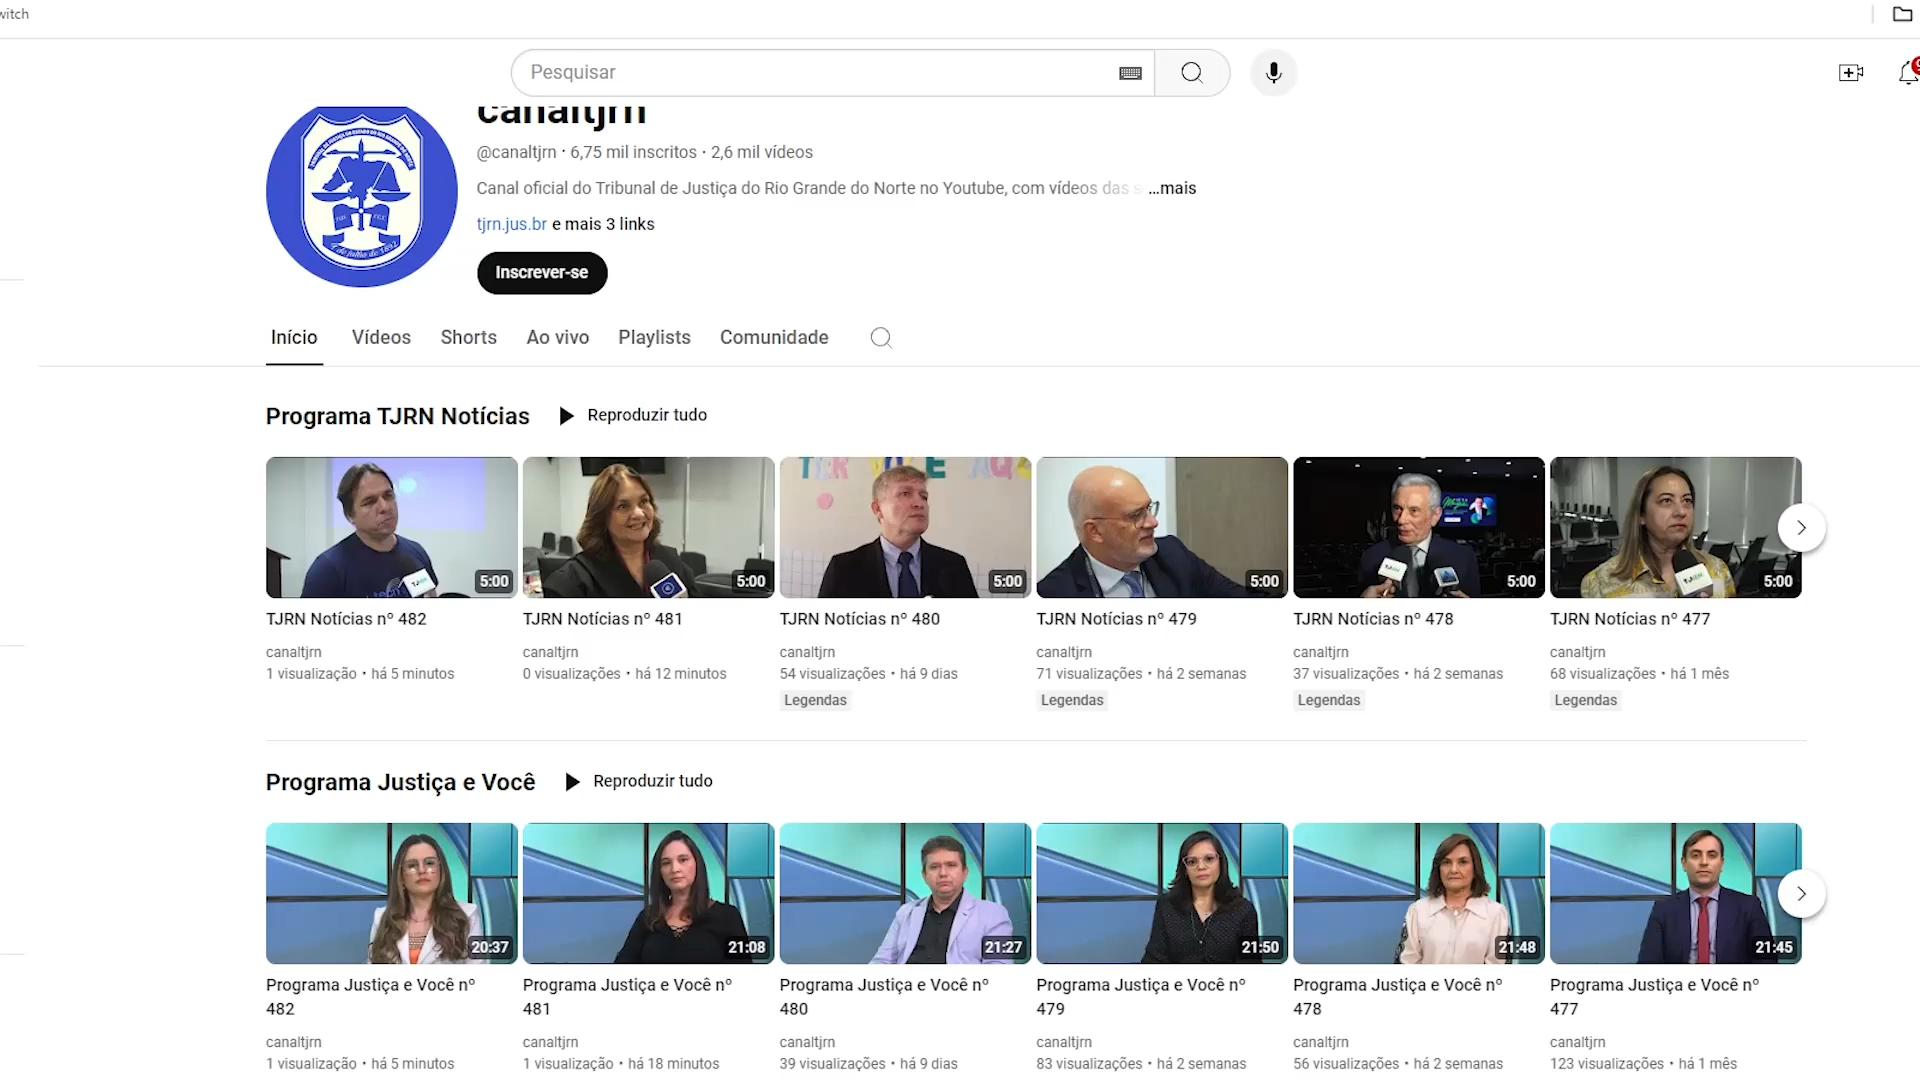 witch
Pesquisar
canaltjrn
@canaltjrn · 6,75 mil inscritos · 2,6 mil vídeos
Canal oficial do Tribunal de Justiça do Rio Grande do Norte no Youtube, com vídeos das s ...mais
tjrn.jus.br e mais 3 links
Inscrever-se
Início Vídeos Shorts Ao vivo Playlists Comunidade
Programa TJRN Notícias Reproduzir tudo
5:00 5:00 5:00 5:00 5:00 5:00
TJRN Notícias nº 482 TJRN Notícias nº 481 TJRN Notícias nº 480 TJRN Notícias nº 479 TJRN Notícias nº 478 TJRN Notícias nº 477
canaltjrn canaltjrn canaltjrn canaltjrn canaltjrn canaltjrn
1 visualização • há 5 minutos 0 visualizações • há 12 minutos 54 visualizações • há 9 dias 71 visualizações • há 2 semanas 37 visualizações • há 2 semanas 68 visualizações • há 1 mês
Legendas Legendas Legendas Legendas
Programa Justiça e Você Reproduzir tudo
20:37 21:08 21:27 21:50 21:48 21:45
Programa Justiça e Você nº Programa Justiça e Você nº Programa Justiça e Você nº Programa Justiça e Você nº Programa Justiça e Você nº Programa Justiça e Você nº
482 481 480 479 478 477
canaltjrn canaltjrn canaltjrn canaltjrn canaltjrn canaltjrn
1 visualização • há 5 minutos 1 visualização • há 18 minutos 39 visualizações • há 9 dias 83 visualizações • há 2 semanas 56 visualizações • há 2 semanas 123 visualizações • há 1 mês